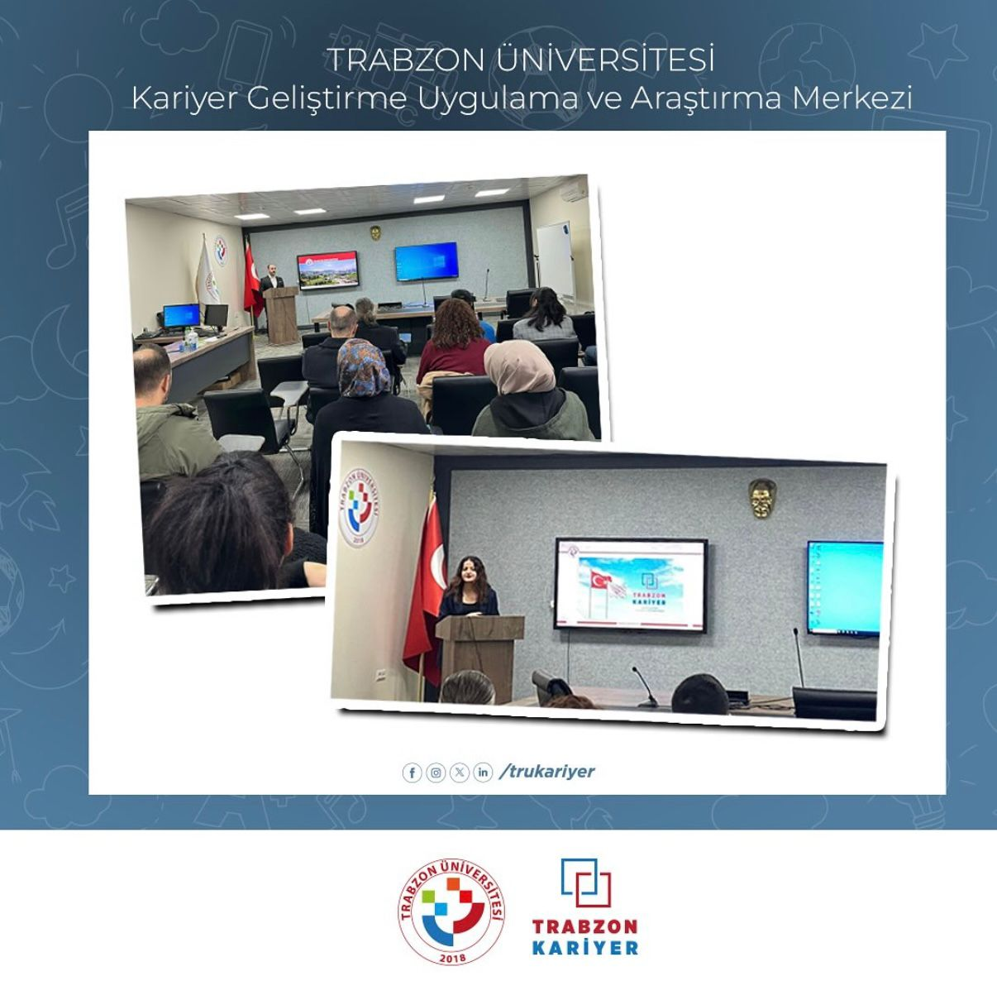 TRABZON ÜNİVERSİTESİ
Kariyer Geliştirme Uygulama ve Araştırma Merkezi
TRABZON ÜNİVERSİTESİ
2018
TRABZON
KARİYER
/trukariyer
TRABZON ÜNİVERSİTESİ
2018
TRABZON
KARİYER